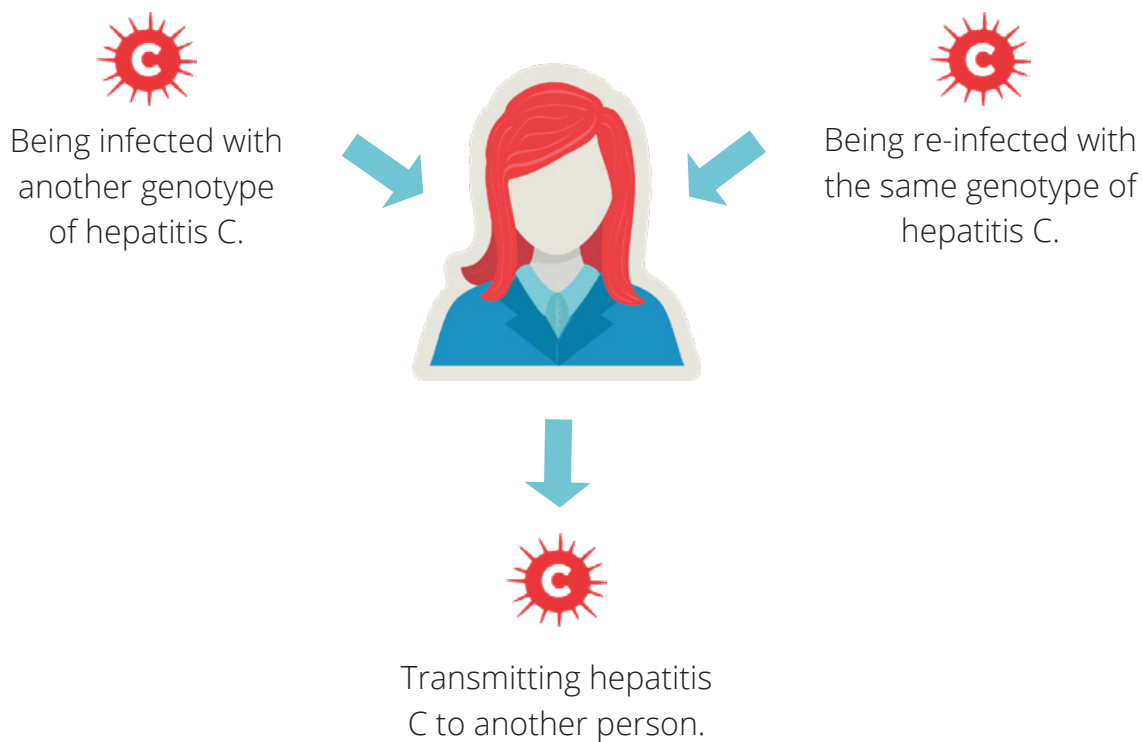 C
Being infected with
another genotype
of hepatitis C.
C
Being re-infected with
the same genotype of
hepatitis C.
C
Transmitting hepatitis
C to another person.